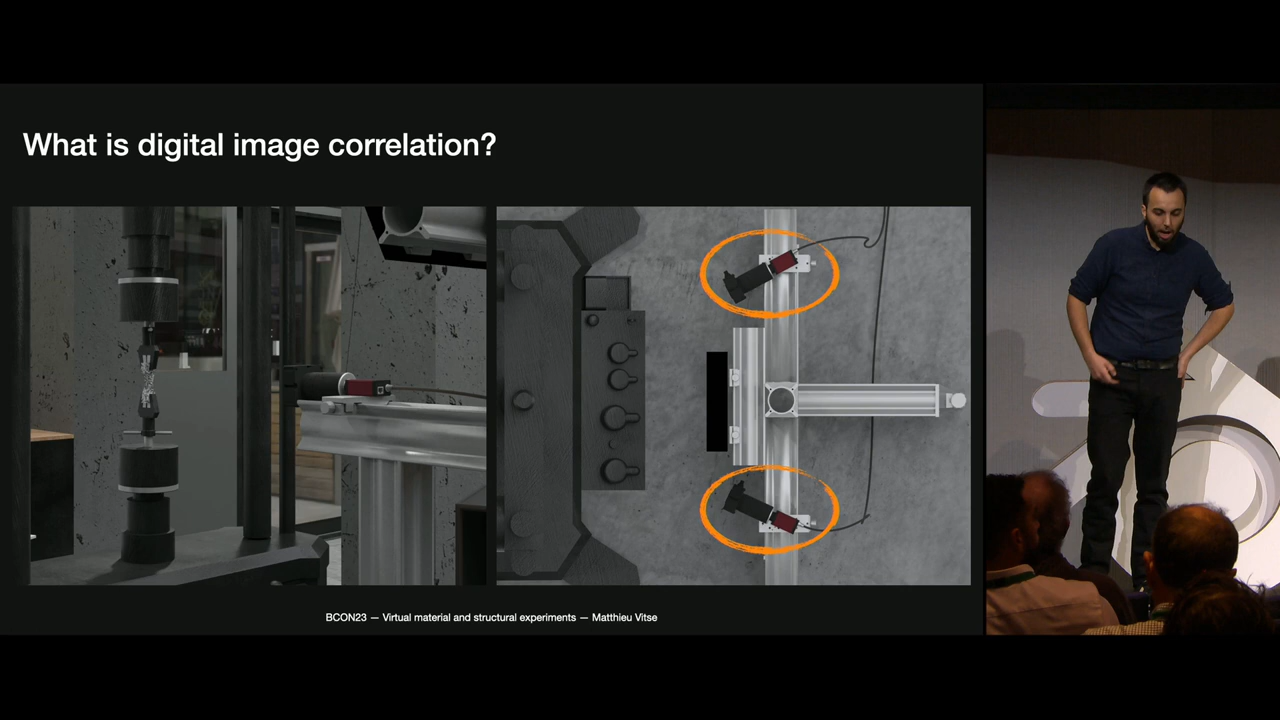 What is digital image correlation?
BCON23 — Virtual material and structural experiments — Matthieu Vitse